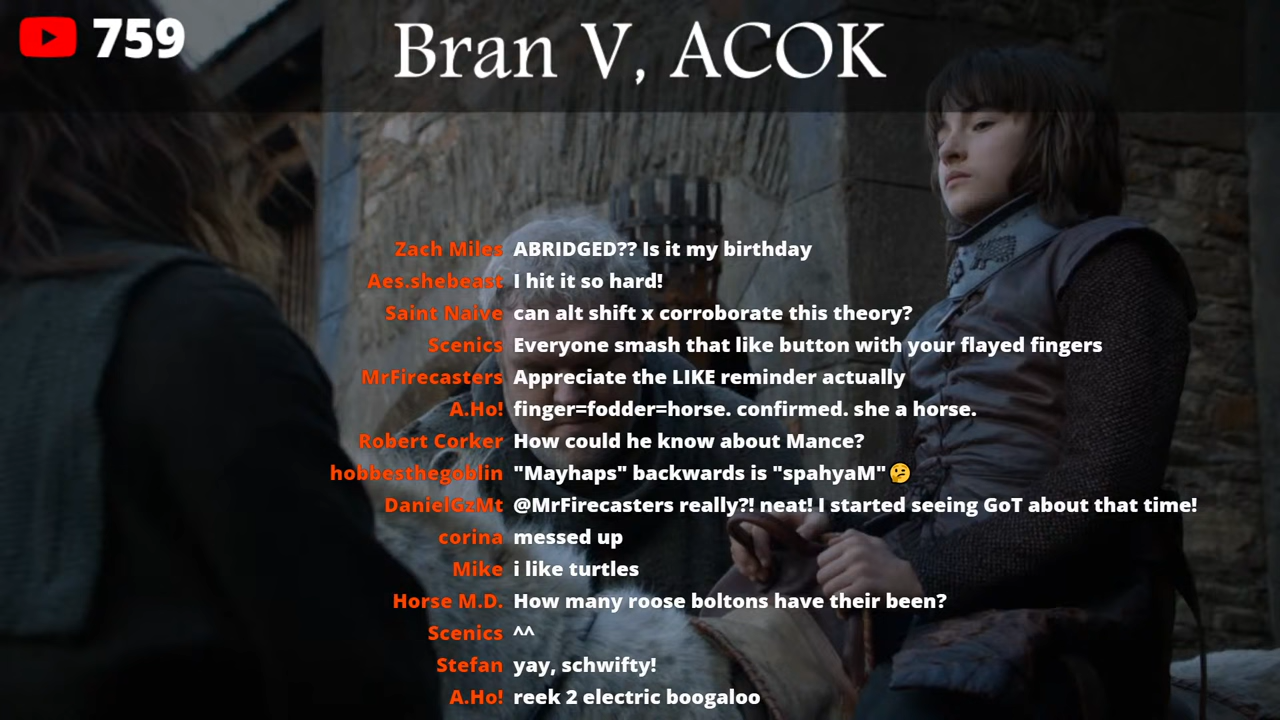 759
Bran V, ACOK
Zach Miles ABRIDGED?? Is it my birthday
Aes.shebeast I hit it so hard!
Saint Naive can alt shift x corroborate this theory?
Scenics Everyone smash that like button with your flayed fingers
MrFirecasters Appreciate the LIKE reminder actually
A.Ho! finger=fodder=horse. confirmed. she a horse.
Robert Corker How could he know about Mance?
hobbesthegoblin "Mayhaps" backwards is "spahyaM"🤔
DanielGzMt @MrFirecasters really?! neat! I started seeing GoT about that time!
corina messed up
Mike i like turtles
Horse M.D. How many roose boltons have their been?
Scenics ^^
Stefan yay, schwifty!
A.Ho! reek 2 electric boogaloo